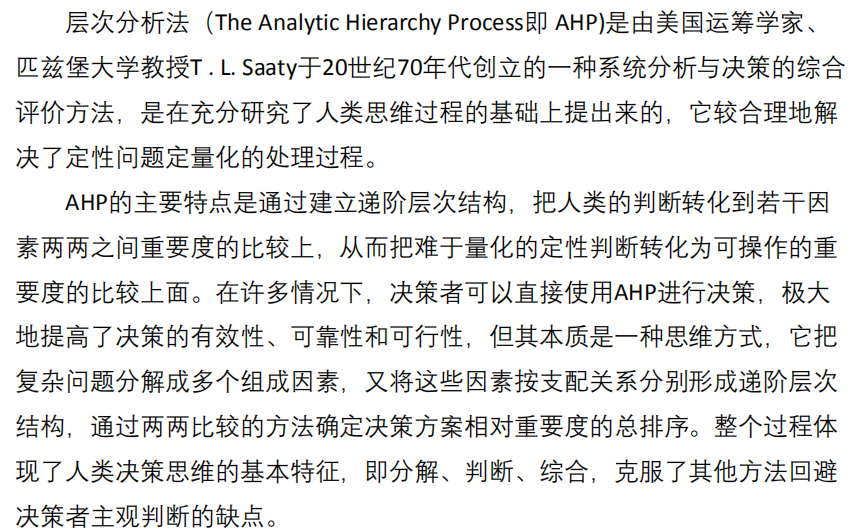 层次分析法（The Analytic Hierarchy Process即 AHP)是由美国运筹学家、
匹兹堡大学教授T . L. Saaty于20世纪70年代创立的一种系统分析与决策的综合
评价方法，是在充分研究了人类思维过程的基础上提出来的，它较合理地解
决了定性问题定量化的处理过程。
AHP的主要特点是通过建立递阶层次结构，把人类的判断转化到若干因
素两两之间重要度的比较上，从而把难于量化的定性判断转化为可操作的重
要度的比较上面。在许多情况下，决策者可以直接使用AHP进行决策，极大
地提高了决策的有效性、可靠性和可行性，但其本质是一种思维方式，它把
复杂问题分解成多个组成因素，又将这些因素按支配关系分别形成递阶层次
结构，通过两两比较的方法确定决策方案相对重要度的总排序。整个过程体
现了人类决策思维的基本特征，即分解、判断、综合，克服了其他方法回避
决策者主观判断的缺点。